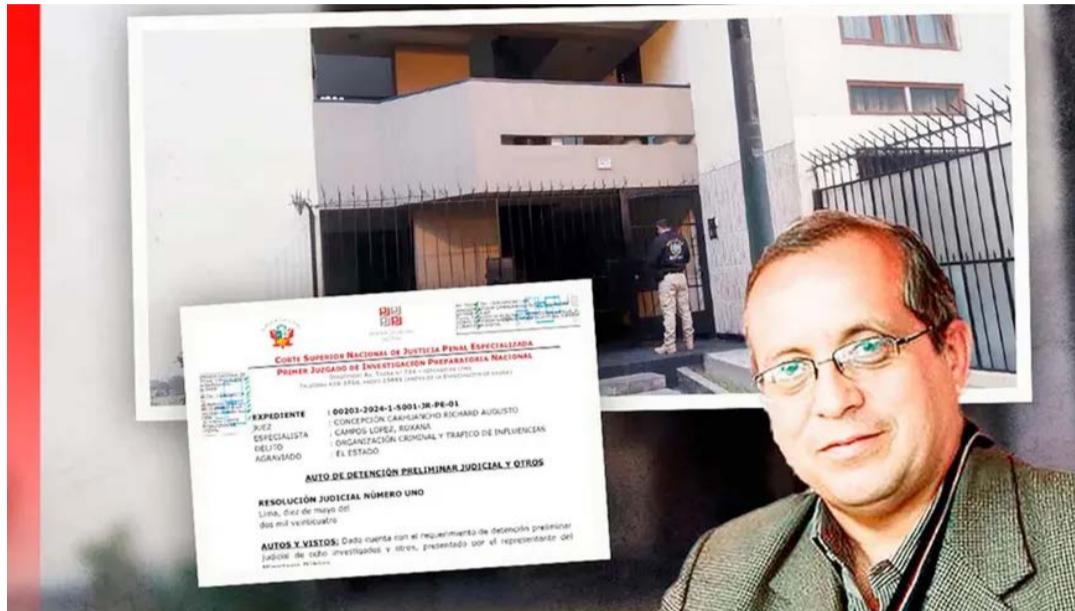 CORTE SUPERIOR NACIONAL DE JUSTICIA PENAL ESPECIALIZADA
PRIMER JUZGADO DE INVESTIGACIÓN PREPARATORIA NACIONAL
EXPEDIENTE : 00203-2024-1-5001-JR-PE-01
JUEZ : CONCEPCIÓN CARHUANCHO RICHARD AUGUSTO
ESPECIALISTA : CAMPOS LOPEZ, ROXANA
DELITO : ORGANIZACIÓN CRIMINAL Y TRAFICO DE INFLUENCIAS
AGRAVIADO : EL ESTADO
AUTO DE DETENCIÓN PRELIMINAR JUDICIAL Y OTROS
RESOLUCIÓN JUDICIAL NÚMERO UNO
Lima, diez de mayo del
dos mil veinticuatro
AUTOS Y VISTOS: Dado cuenta con el requerimiento de detención preliminar
judicial de ocho investigados y otros, presentado por el representante del